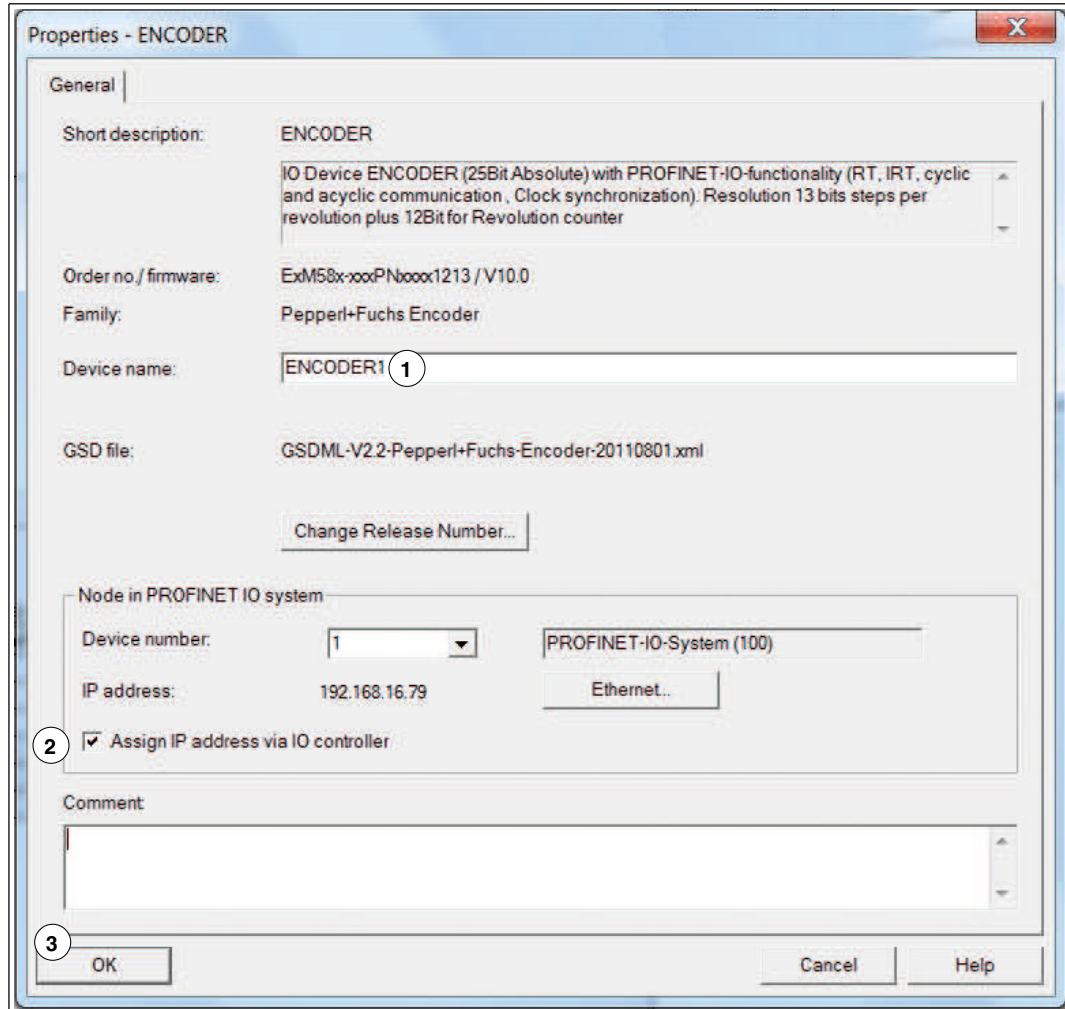 Properties - ENCODER
General
Short description: ENCODER
IO Device ENCODER (25Bit Absolute) with PROFINET-IO-functionality (RT, IRT, cyclic
and acyclic communication , Clock synchronization). Resolution 13 bits steps per
revolution plus 12Bit for Revolution counter
Order no./ firmware: ExM58x-xxxPNxxxx1213 / V10.0
Family: Pepperl+Fuchs Encoder
Device name: ENCODER1 1
GSD file: GSDML-V2.2-Pepperl+Fuchs-Encoder-20110801.xml
Change Release Number...
Node in PROFINET IO system
Device number: 1 PROFINET-IO-System (100)
IP address: 192.168.16.79 Ethernet...
2 Assign IP address via IO controller
Comment:
3
OK Cancel Help